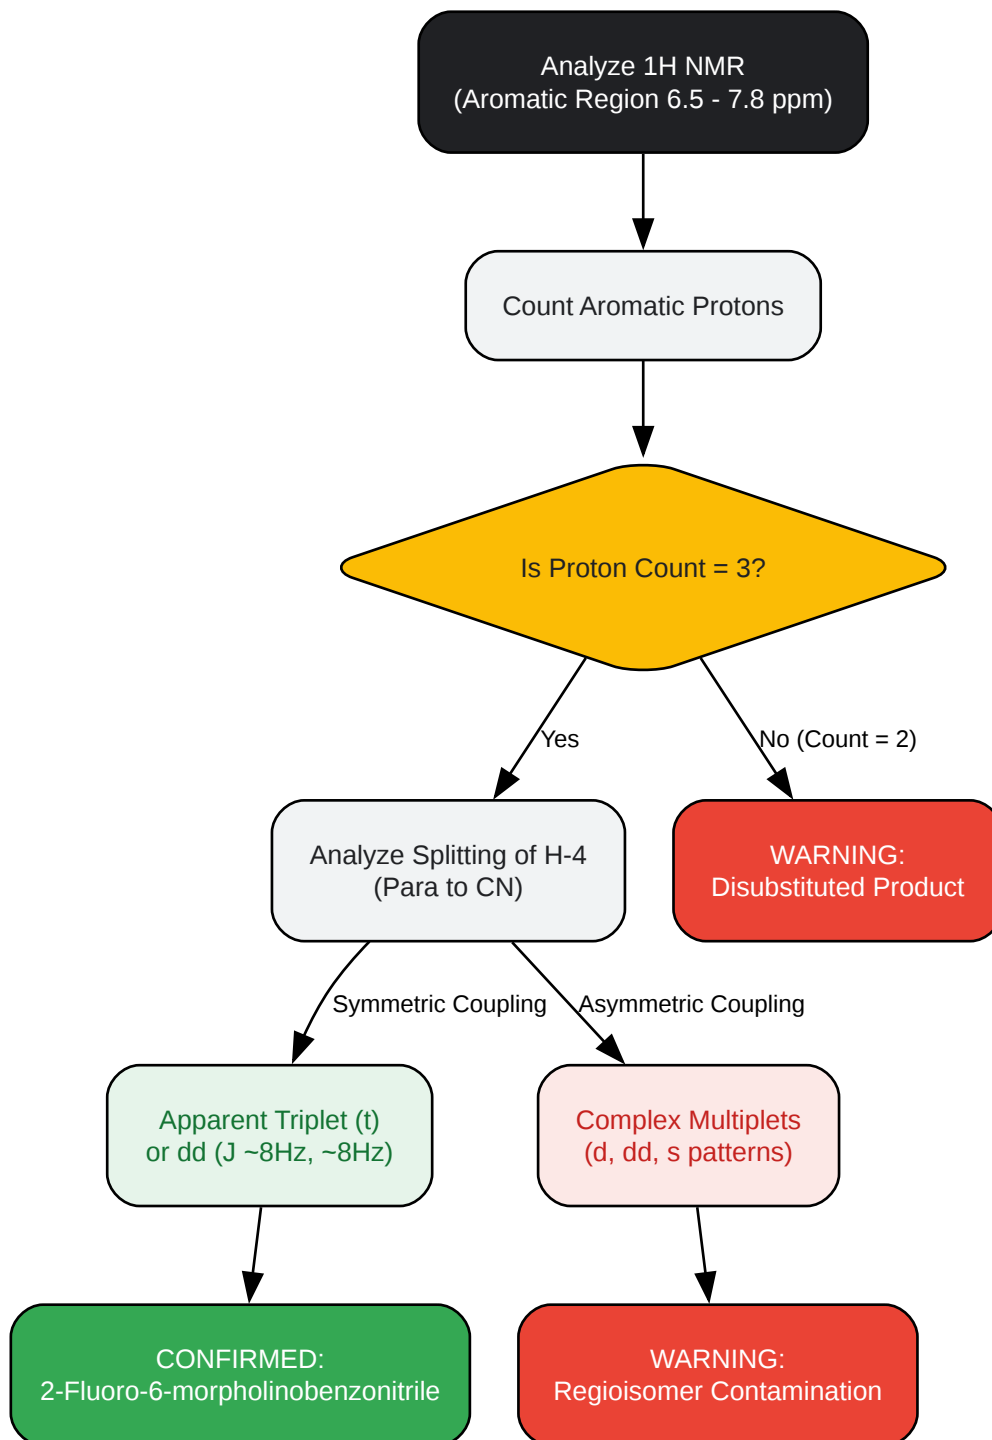 Analyze 1H NMR
(Aromatic Region 6.5 - 7.8 ppm)
Count Aromatic Protons
Is Proton Count = 3?
Yes
No (Count = 2)
Analyze Splitting of H-4
(Para to CN)
WARNING:
Disubstituted Product
Symmetric Coupling
Asymmetric Coupling
Apparent Triplet (t)
or dd (J ~8Hz, ~8Hz)
Complex Multiplets
(d, dd, s patterns)
CONFIRMED:
2-Fluoro-6-morpholinobenzonitrile
WARNING:
Regioisomer Contamination